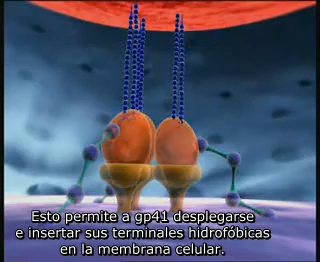 Esto permite a gp41 desplegarse
e insertar sus terminales hidrofóbicas
en la membrana celular.